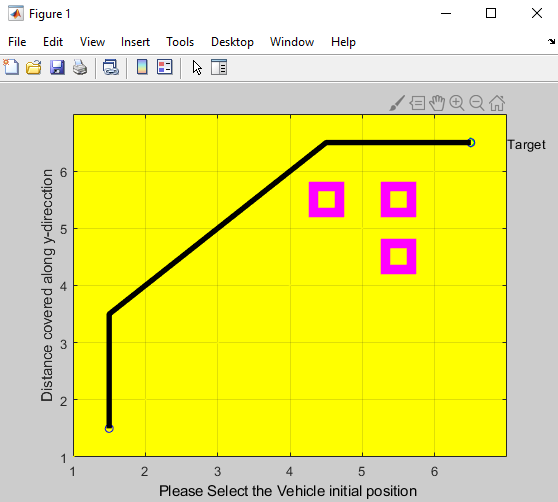 Figure 1
File Edit View Insert Tools Desktop Window Help
Target
6
5
4
3
2
1
Distance covered along y-direcction
1 2 3 4 5 6
Please Select the Vehicle initial position